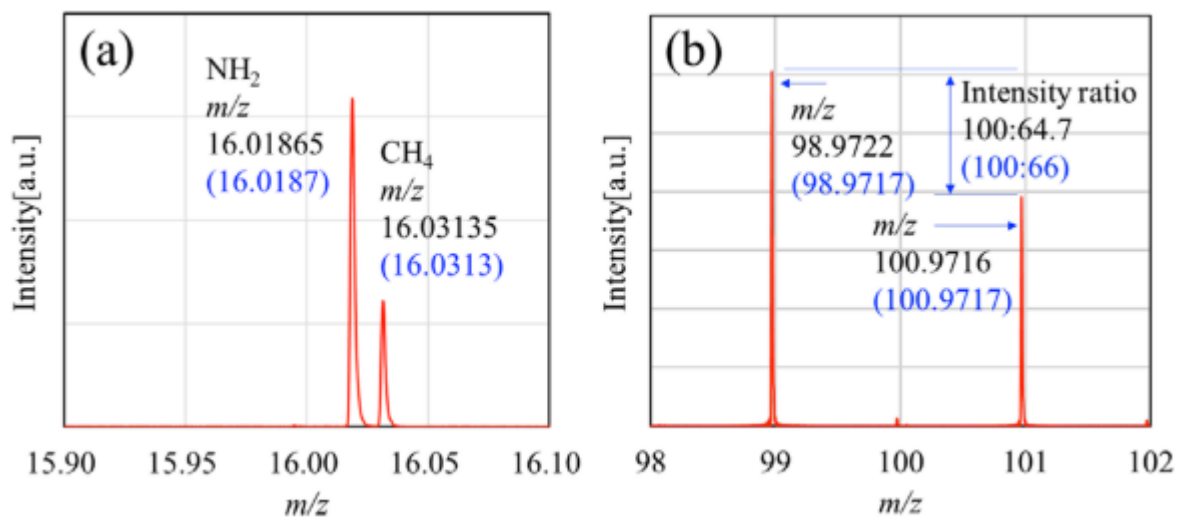 (a)
NH₂
m/z
16.01865
(16.0187)
CH₄
m/z
16.03135
(16.0313)
Intensity[a.u.]
15.90 15.95 16.00 16.05 16.10
m/z
(b)
m/z
98.9722
(98.9717)
Intensity ratio
100:64.7
(100:66)
m/z
100.9716
(100.9717)
Intensity[a.u.]
98 99 100 101 102
m/z